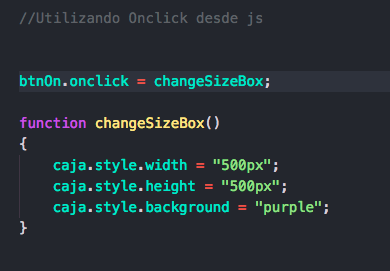 //Utilizando Onclick desde js
btnOn.onclick = changeSizeBox;
function changeSizeBox()
{
caja.style.width = "500px";
caja.style.height = "500px";
caja.style.background = "purple";
}